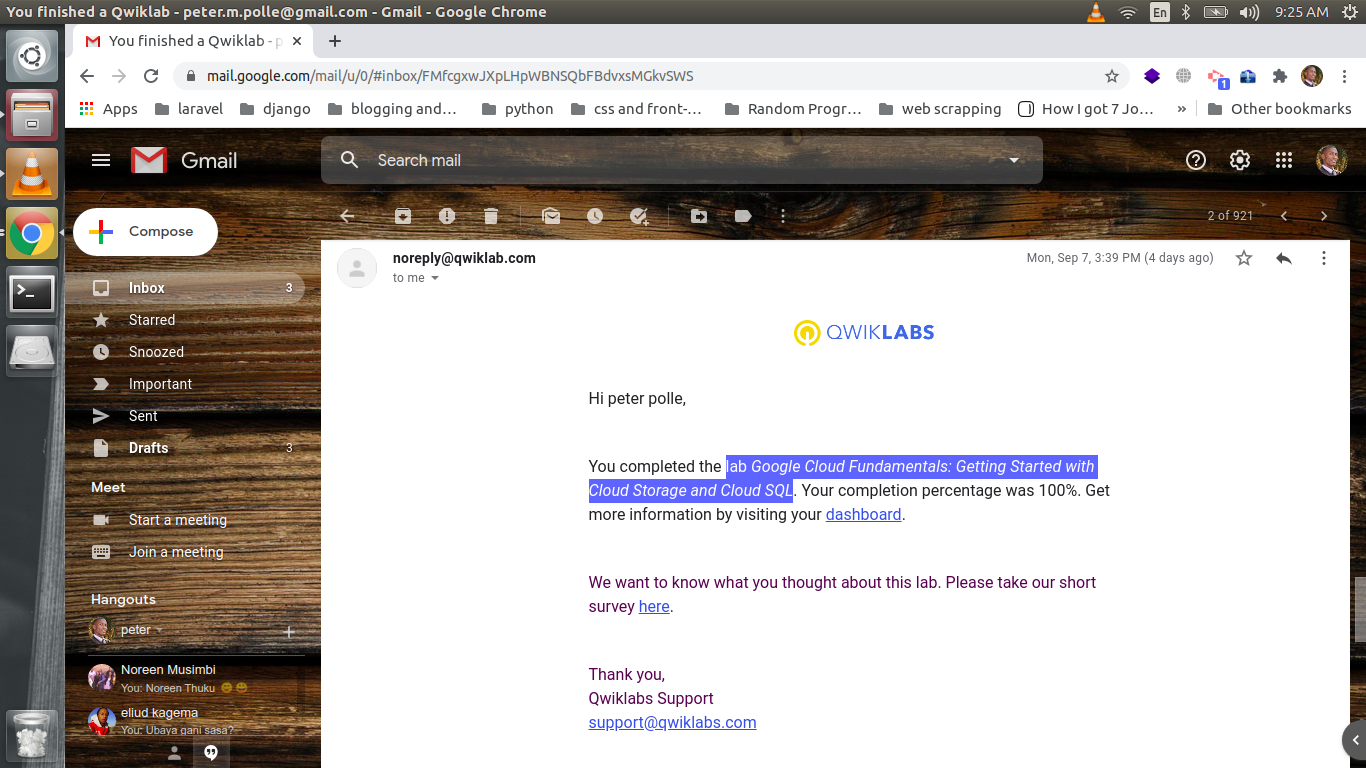 You finished a Qwiklab - peter.m.polle@gmail.com - Gmail - Google Chrome
En
9:25 AM
You finished a Qwiklab - p
mail.google.com/mail/u/0/#inbox/FMfcgxwJXpLHpWBNSQbFBdvxsMGkvSWS
1
Apps
laravel
django
blogging and…
python
css and front-…
Random Progr…
web scrapping
How I got 7 Jo…
»
Other bookmarks
Gmail
Search mail
Compose
2 of 921
Inbox 3
Starred
Snoozed
Important
Sent
Drafts 3
Meet
Start a meeting
Join a meeting
Hangouts
peter
Noreen Musimbi
You: Noreen Thuku
eliud kagema
You: Ubaya gani sasa?
noreply@qwiklab.com
Mon, Sep 7, 3:39 PM (4 days ago)
to me
QWIKLABS
Hi peter polle,
You completed the lab Google Cloud Fundamentals: Getting Started with
Cloud Storage and Cloud SQL. Your completion percentage was 100%. Get
more information by visiting your dashboard.
We want to know what you thought about this lab. Please take our short
survey here.
Thank you,
Qwiklabs Support
support@qwiklabs.com